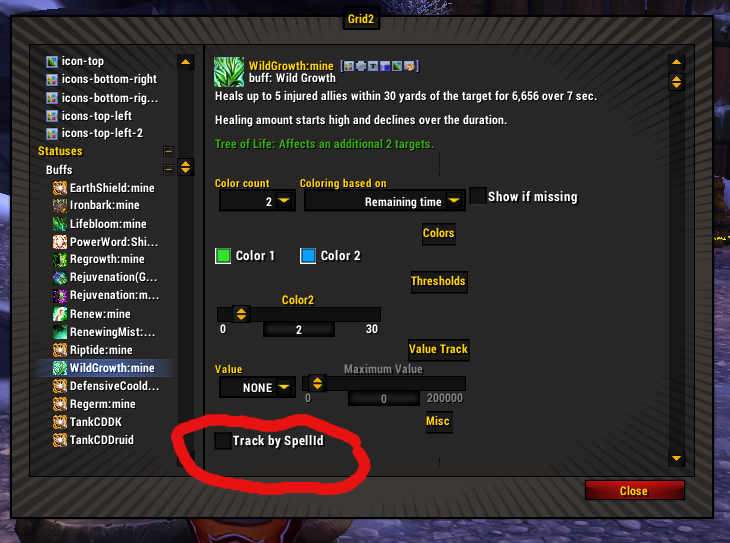 Grid2
icon-top
icons-bottom-right
icons-bottom-rig...
icons-top-left
icons-top-left-2
Statuses
Buffs
EarthShield:mine
Ironbark:mine
Lifebloom:mine
PowerWord:Shi...
Regrowth:mine
Rejuvenation(G...
Rejuvenation:m...
Renew:mine
RenewingMist:...
Riptide:mine
WildGrowth:mine
DefensiveCoold...
Regerm:mine
TankCDDK
TankCDDruid
WildGrowth:mine
buff: Wild Growth
Heals up to 5 injured allies within 30 yards of the target for 6,656 over 7 sec.
Healing amount starts high and declines over the duration.
Tree of Life: Affects an additional 2 targets.
Color count
Coloring based on
2
Remaining time
Show if missing
Colors
Color 1
Color 2
Thresholds
Color2
0
2
30
Value Track
Value
Maximum Value
NONE
0
0
200000
Misc
Track by SpellId
Close